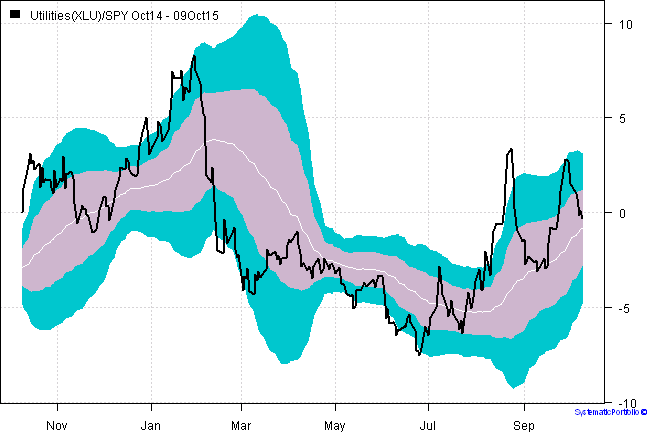 Utilities(XLU)/SPY Oct14 - 09Oct15
10
5
0
-5
-10
Nov Jan Mar May Jul Sep
SystematicPortfolio ©